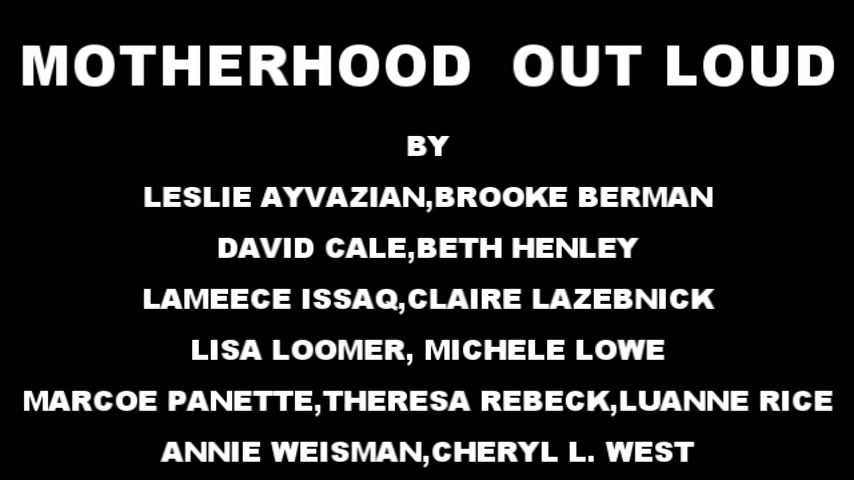 MOTHERHOOD OUT LOUD
BY
LESLIE AYVAZIAN,BROOKE BERMAN
DAVID CALE,BETH HENLEY
LAMEECE ISSAQ,CLAIRE LAZEBNICK
LISA LOOMER, MICHELE LOWE
MARCOE PANETTE,THERESA REBECK,LUANNE RICE
ANNIE WEISMAN,CHERYL L. WEST